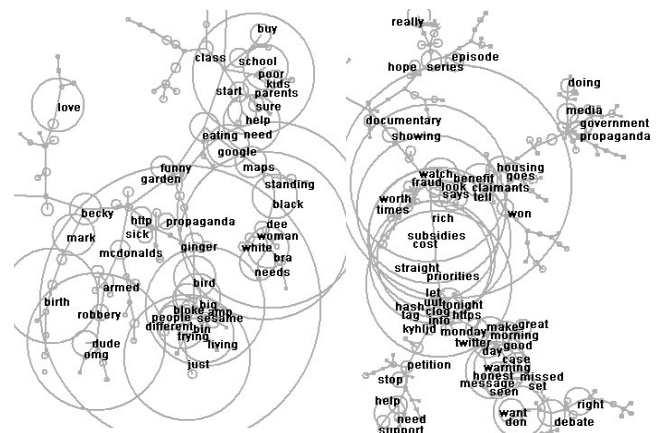 buy
class
school
poor
kids
start
parents
sure
love
help
eating need
google
maps
funny
garden
standing
black
becky
http
propaganda
dee
mark
sick
woman
mcdonalds
ginger
white
bra
needs
bird
armed
birth
big
robbery
bloke amp
people sesame
different bin
trying
dude
living
omg
just
really
episode
hope series
doing
media
documentary
government
showing
propaganda
housing
watch benefit goes
fraud look claimants
worth says tell
times
rich
won
subsidies
cost
straight
priorities
let
uul tonight
hash clog https
tag info
kyhljd monday make great
morning
twitter good
day
petition case
warning
stop honest missed
message set
seen
help
want right
need don debate
support